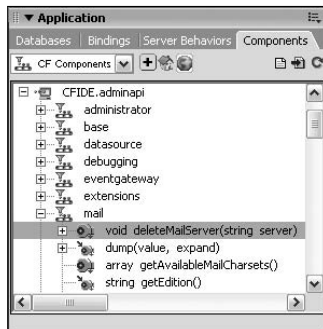 Application
Databases Bindings Server Behaviors Components
CF Components
CFIDE.adminapi
administrator
base
datasource
debugging
eventgateway
extensions
mail
void deleteMailServer(string server)
dump(value, expand)
array getAvailableMailCharsets()
string getEdition()